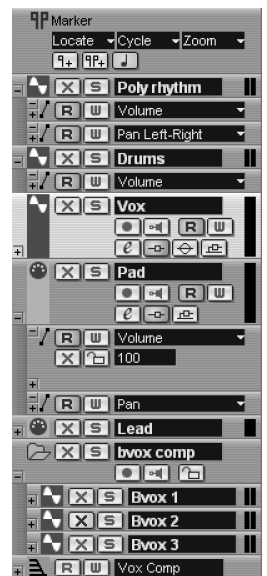 Marker
Locate Cycle Zoom
X S Poly rhythm
R W Volume
R W Pan Left-Right
X S Drums
R W Volume
X S Vox
R W
e
X S Pad
R W
e
R W Volume
X 100
R W Pan
X S Lead
X S bvox comp
X S Bvox 1
X S Bvox 2
X S Bvox 3
R W Vox Comp